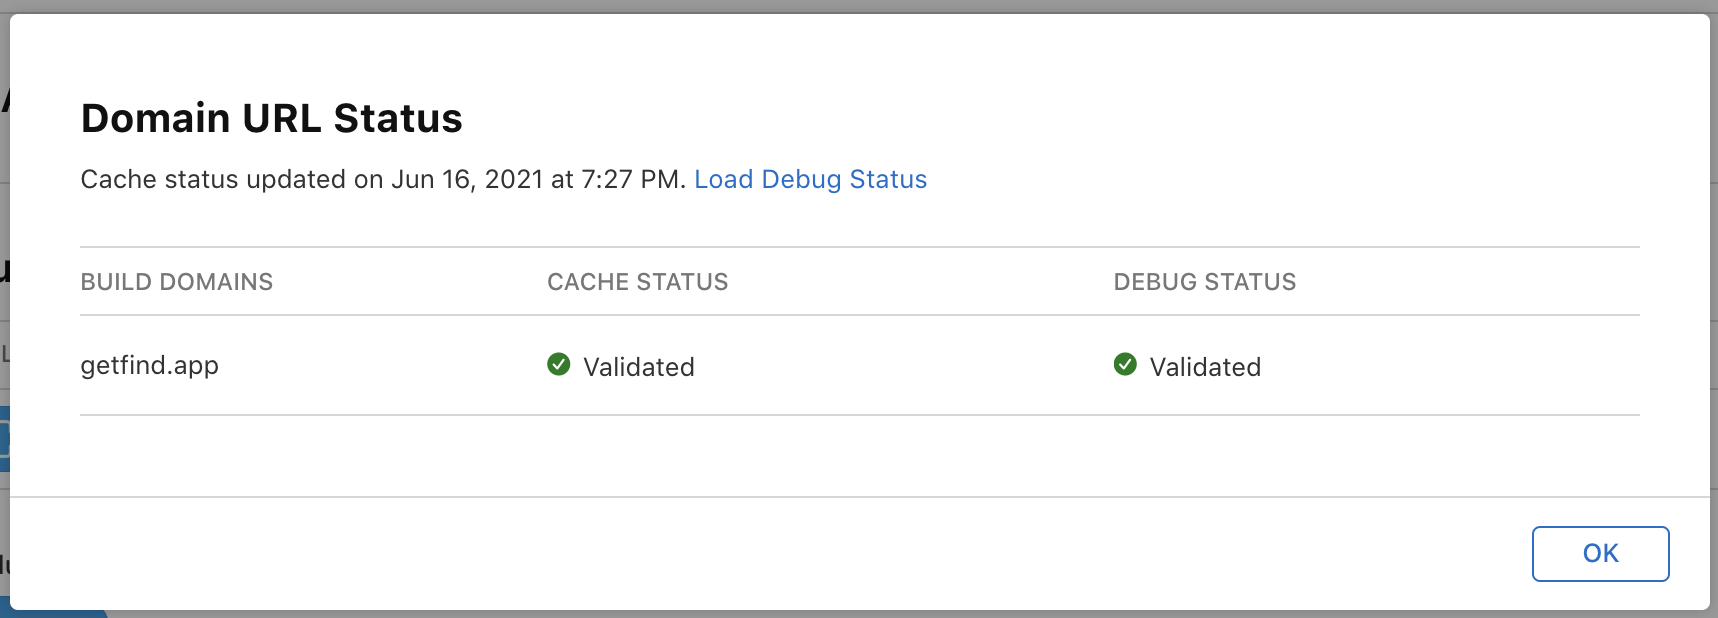 Domain URL Status
Cache status updated on Jun 16, 2021 at 7:27 PM. Load Debug Status
BUILD DOMAINS CACHE STATUS DEBUG STATUS
getfind.app Validated Validated
OK